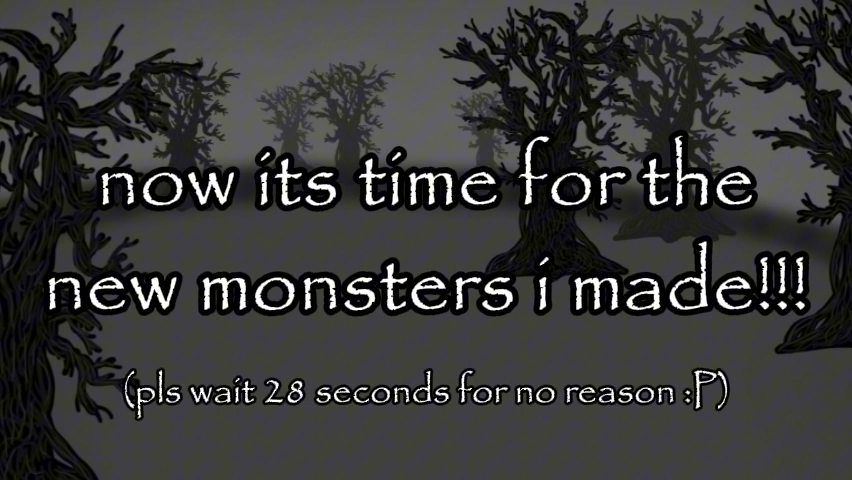 now its time for the
new monsters i made!!!
(pls wait 28 seconds for no reason :P)